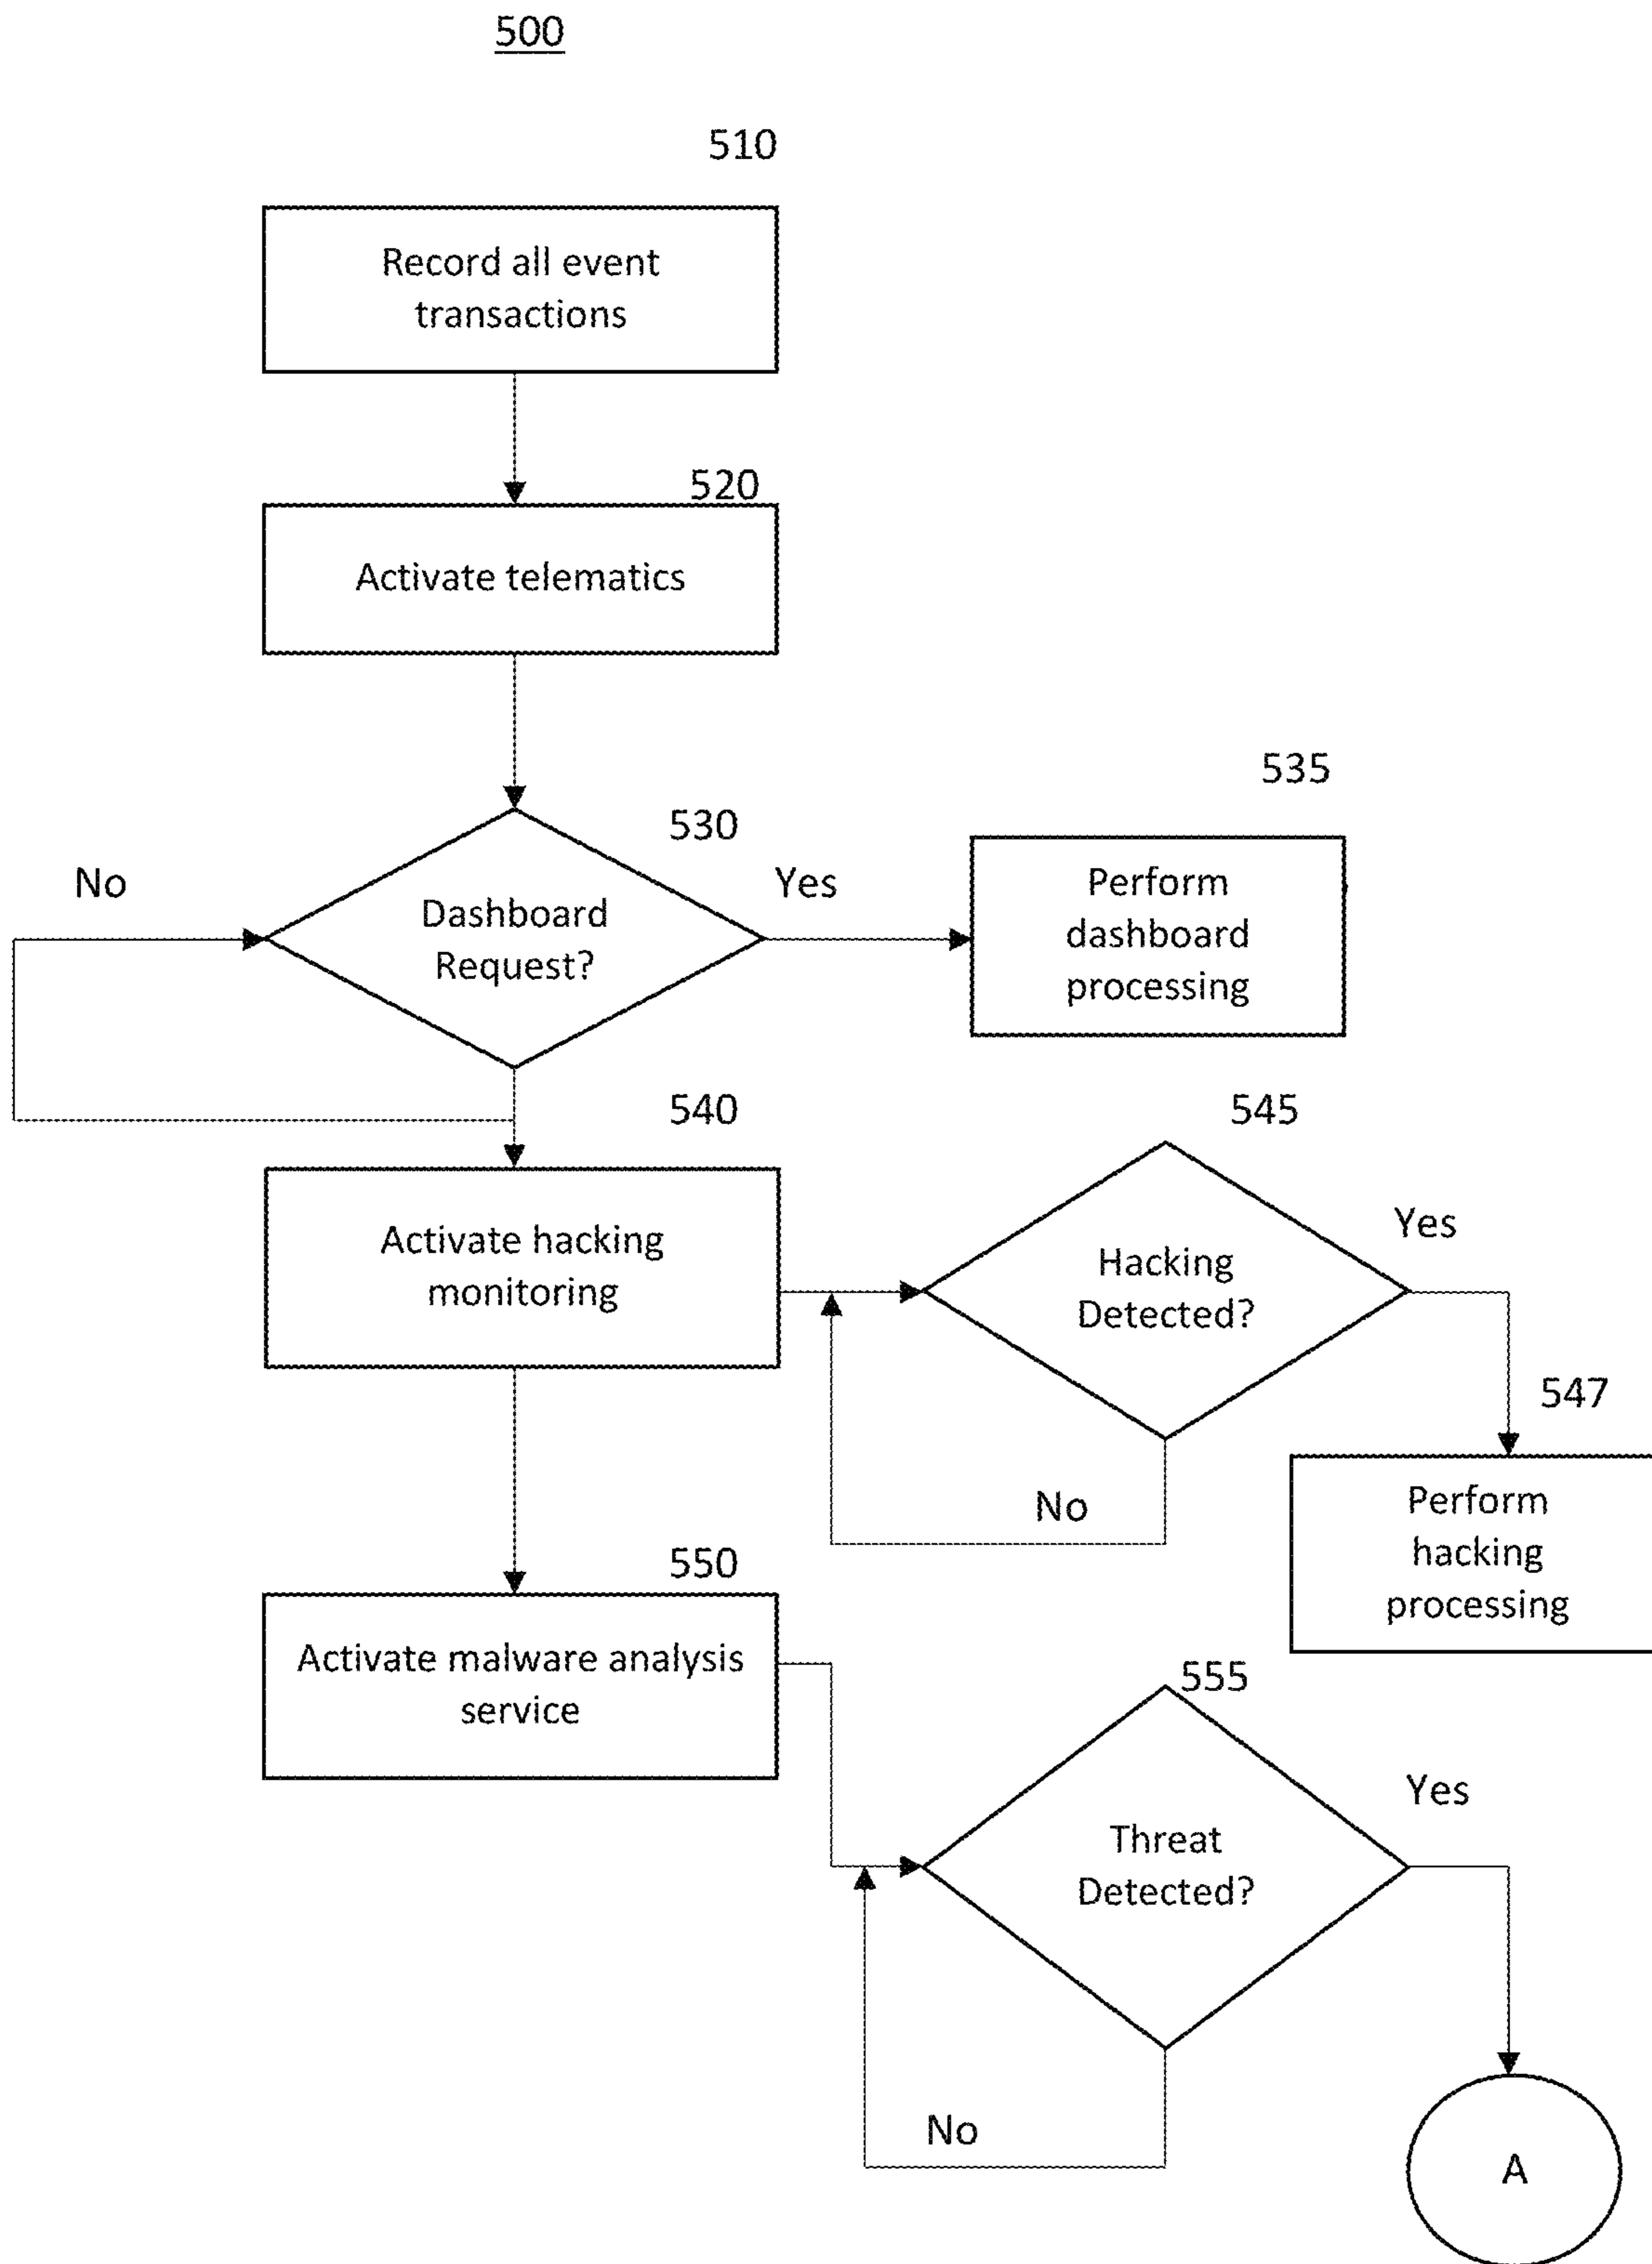 500
510
Record all event
transactions
520
Activate telematics
530
535
No
Dashboard
Request?
Yes
Perform
dashboard
processing
540
545
Activate hacking
monitoring
Hacking
Detected?
Yes
547
No
Perform
hacking
processing
550
Activate malware analysis
service
555
Threat
Detected?
Yes
No
A